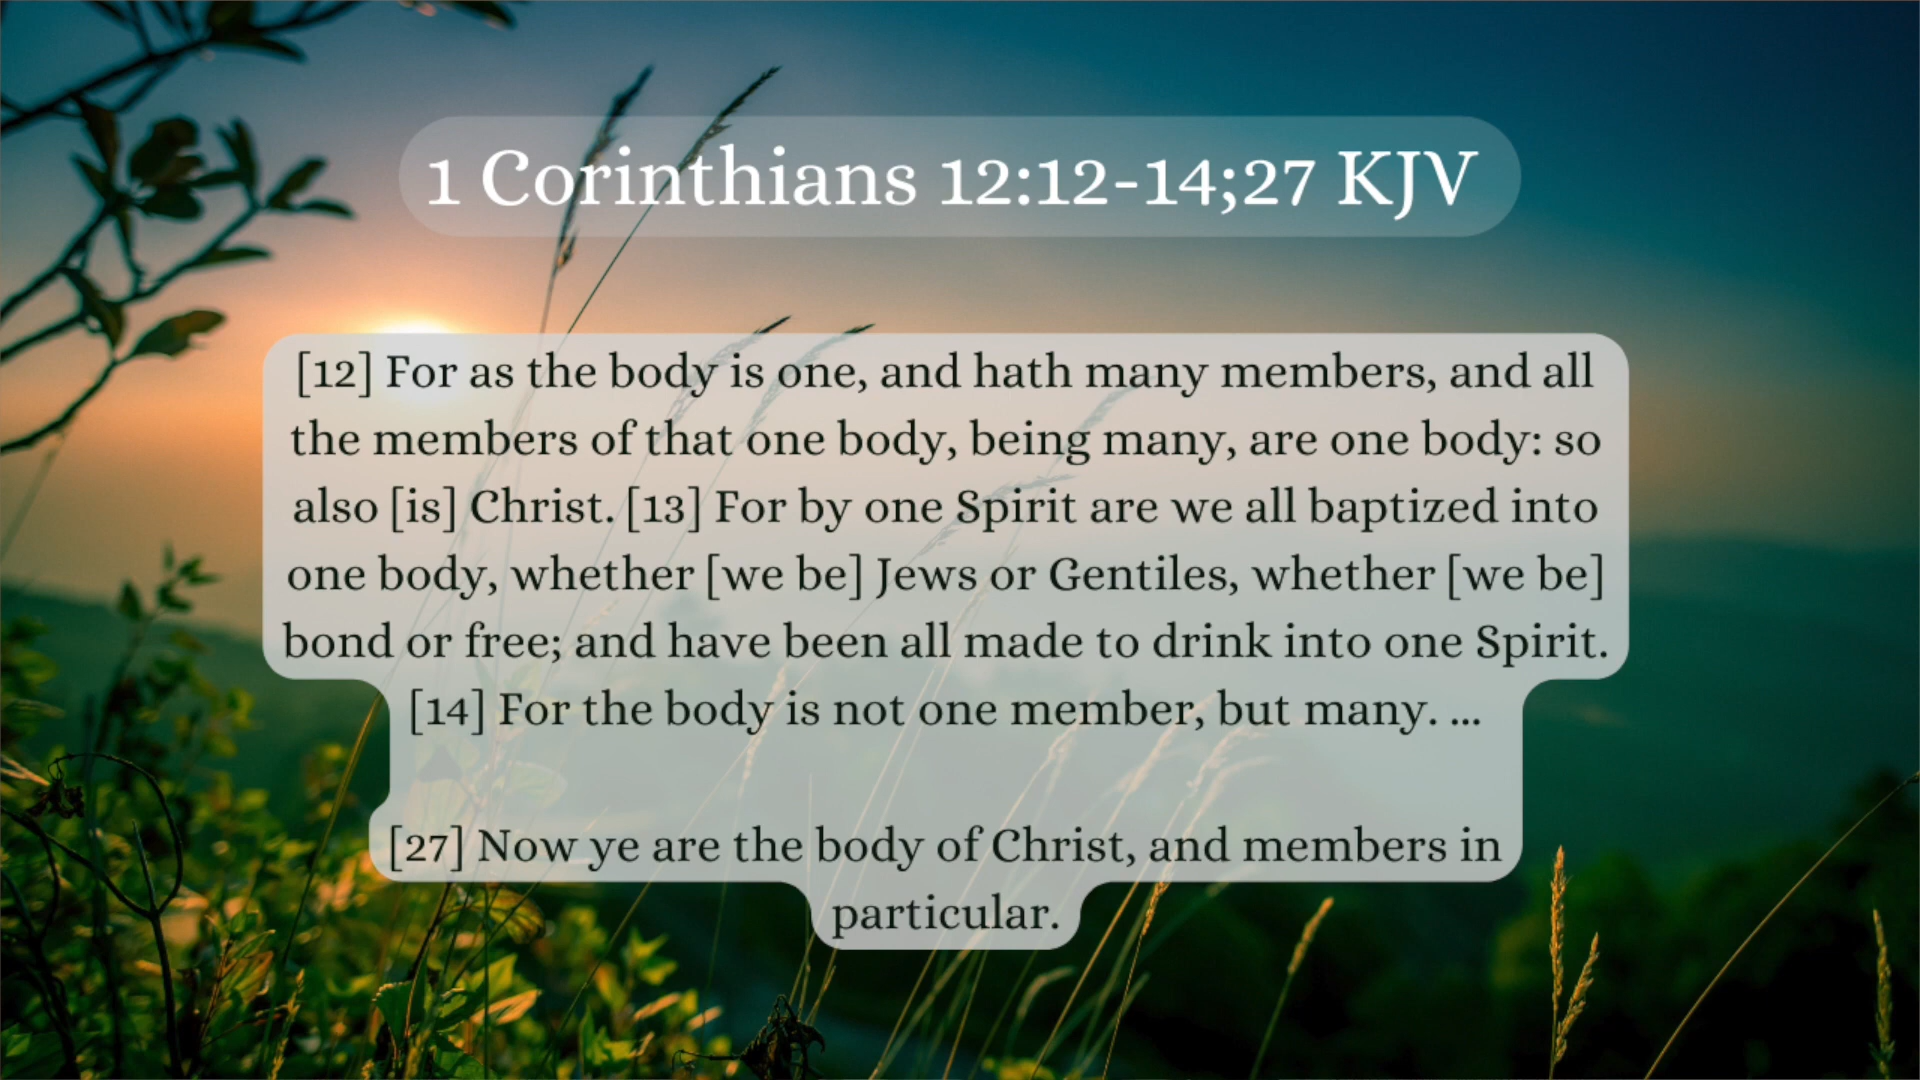 1 Corinthians 12:12-14;27 KJV
[12] For as the body is one, and hath many members, and all
the members of that one body, being many, are one body: so
also [is] Christ. [13] For by one Spirit are we all baptized into
one body, whether [we be] Jews or Gentiles, whether [we be]
bond or free; and have been all made to drink into one Spirit.
[14] For the body is not one member, but many. ...
[27] Now ye are the body of Christ, and members in
particular.